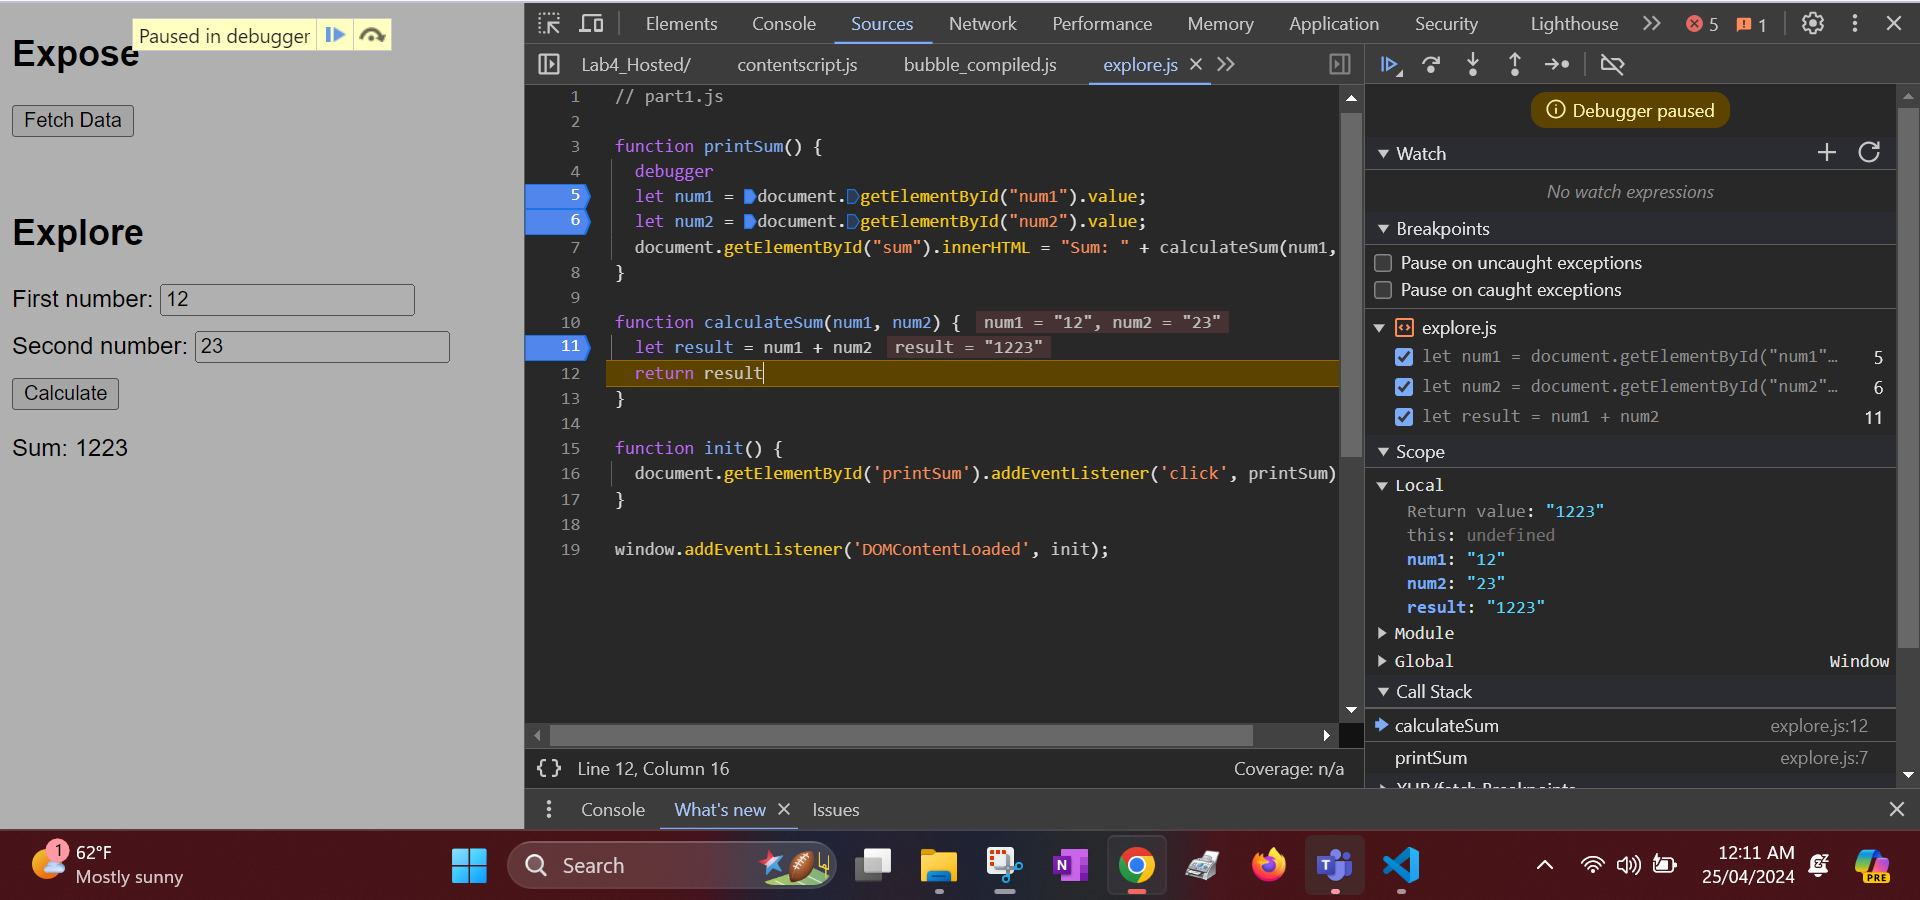 Paused in debugger
Expose
Fetch Data
Explore
First number: 12
Second number: 23
Calculate
Sum: 1223
Elements Console Sources Network Performance Memory Application Security Lighthouse 5 1
Lab4_Hosted/ contentscript.js bubble_compiled.js explore.js
1 // part1.js
2
3 function printSum() {
4 debugger
5 let num1 = document.getElementById("num1").value;
6 let num2 = document.getElementById("num2").value;
7 document.getElementById("sum").innerHTML = "Sum: " + calculateSum(num1,
8 }
9
10 function calculateSum(num1, num2) { num1 = "12", num2 = "23"
11 let result = num1 + num2 result = "1223"
12 return result
13 }
14
15 function init() {
16 document.getElementById('printSum').addEventListener('click', printSum)
17 }
18
19 window.addEventListener('DOMContentLoaded', init);
{} Line 12, Column 16 Coverage: n/a
Debugger paused
Watch
No watch expressions
Breakpoints
Pause on uncaught exceptions
Pause on caught exceptions
explore.js
let num1 = document.getElementById("num1"… 5
let num2 = document.getElementById("num2"… 6
let result = num1 + num2 11
Scope
Local
Return value: "1223"
this: undefined
num1: "12"
num2: "23"
result: "1223"
Module
Global Window
Call Stack
calculateSum explore.js:12
printSum explore.js:7
XHR/fetch Breakpoints
Console What's new Issues
1
62°F
Mostly sunny
Search
N
T
PRE
12:11 AM
25/04/2024